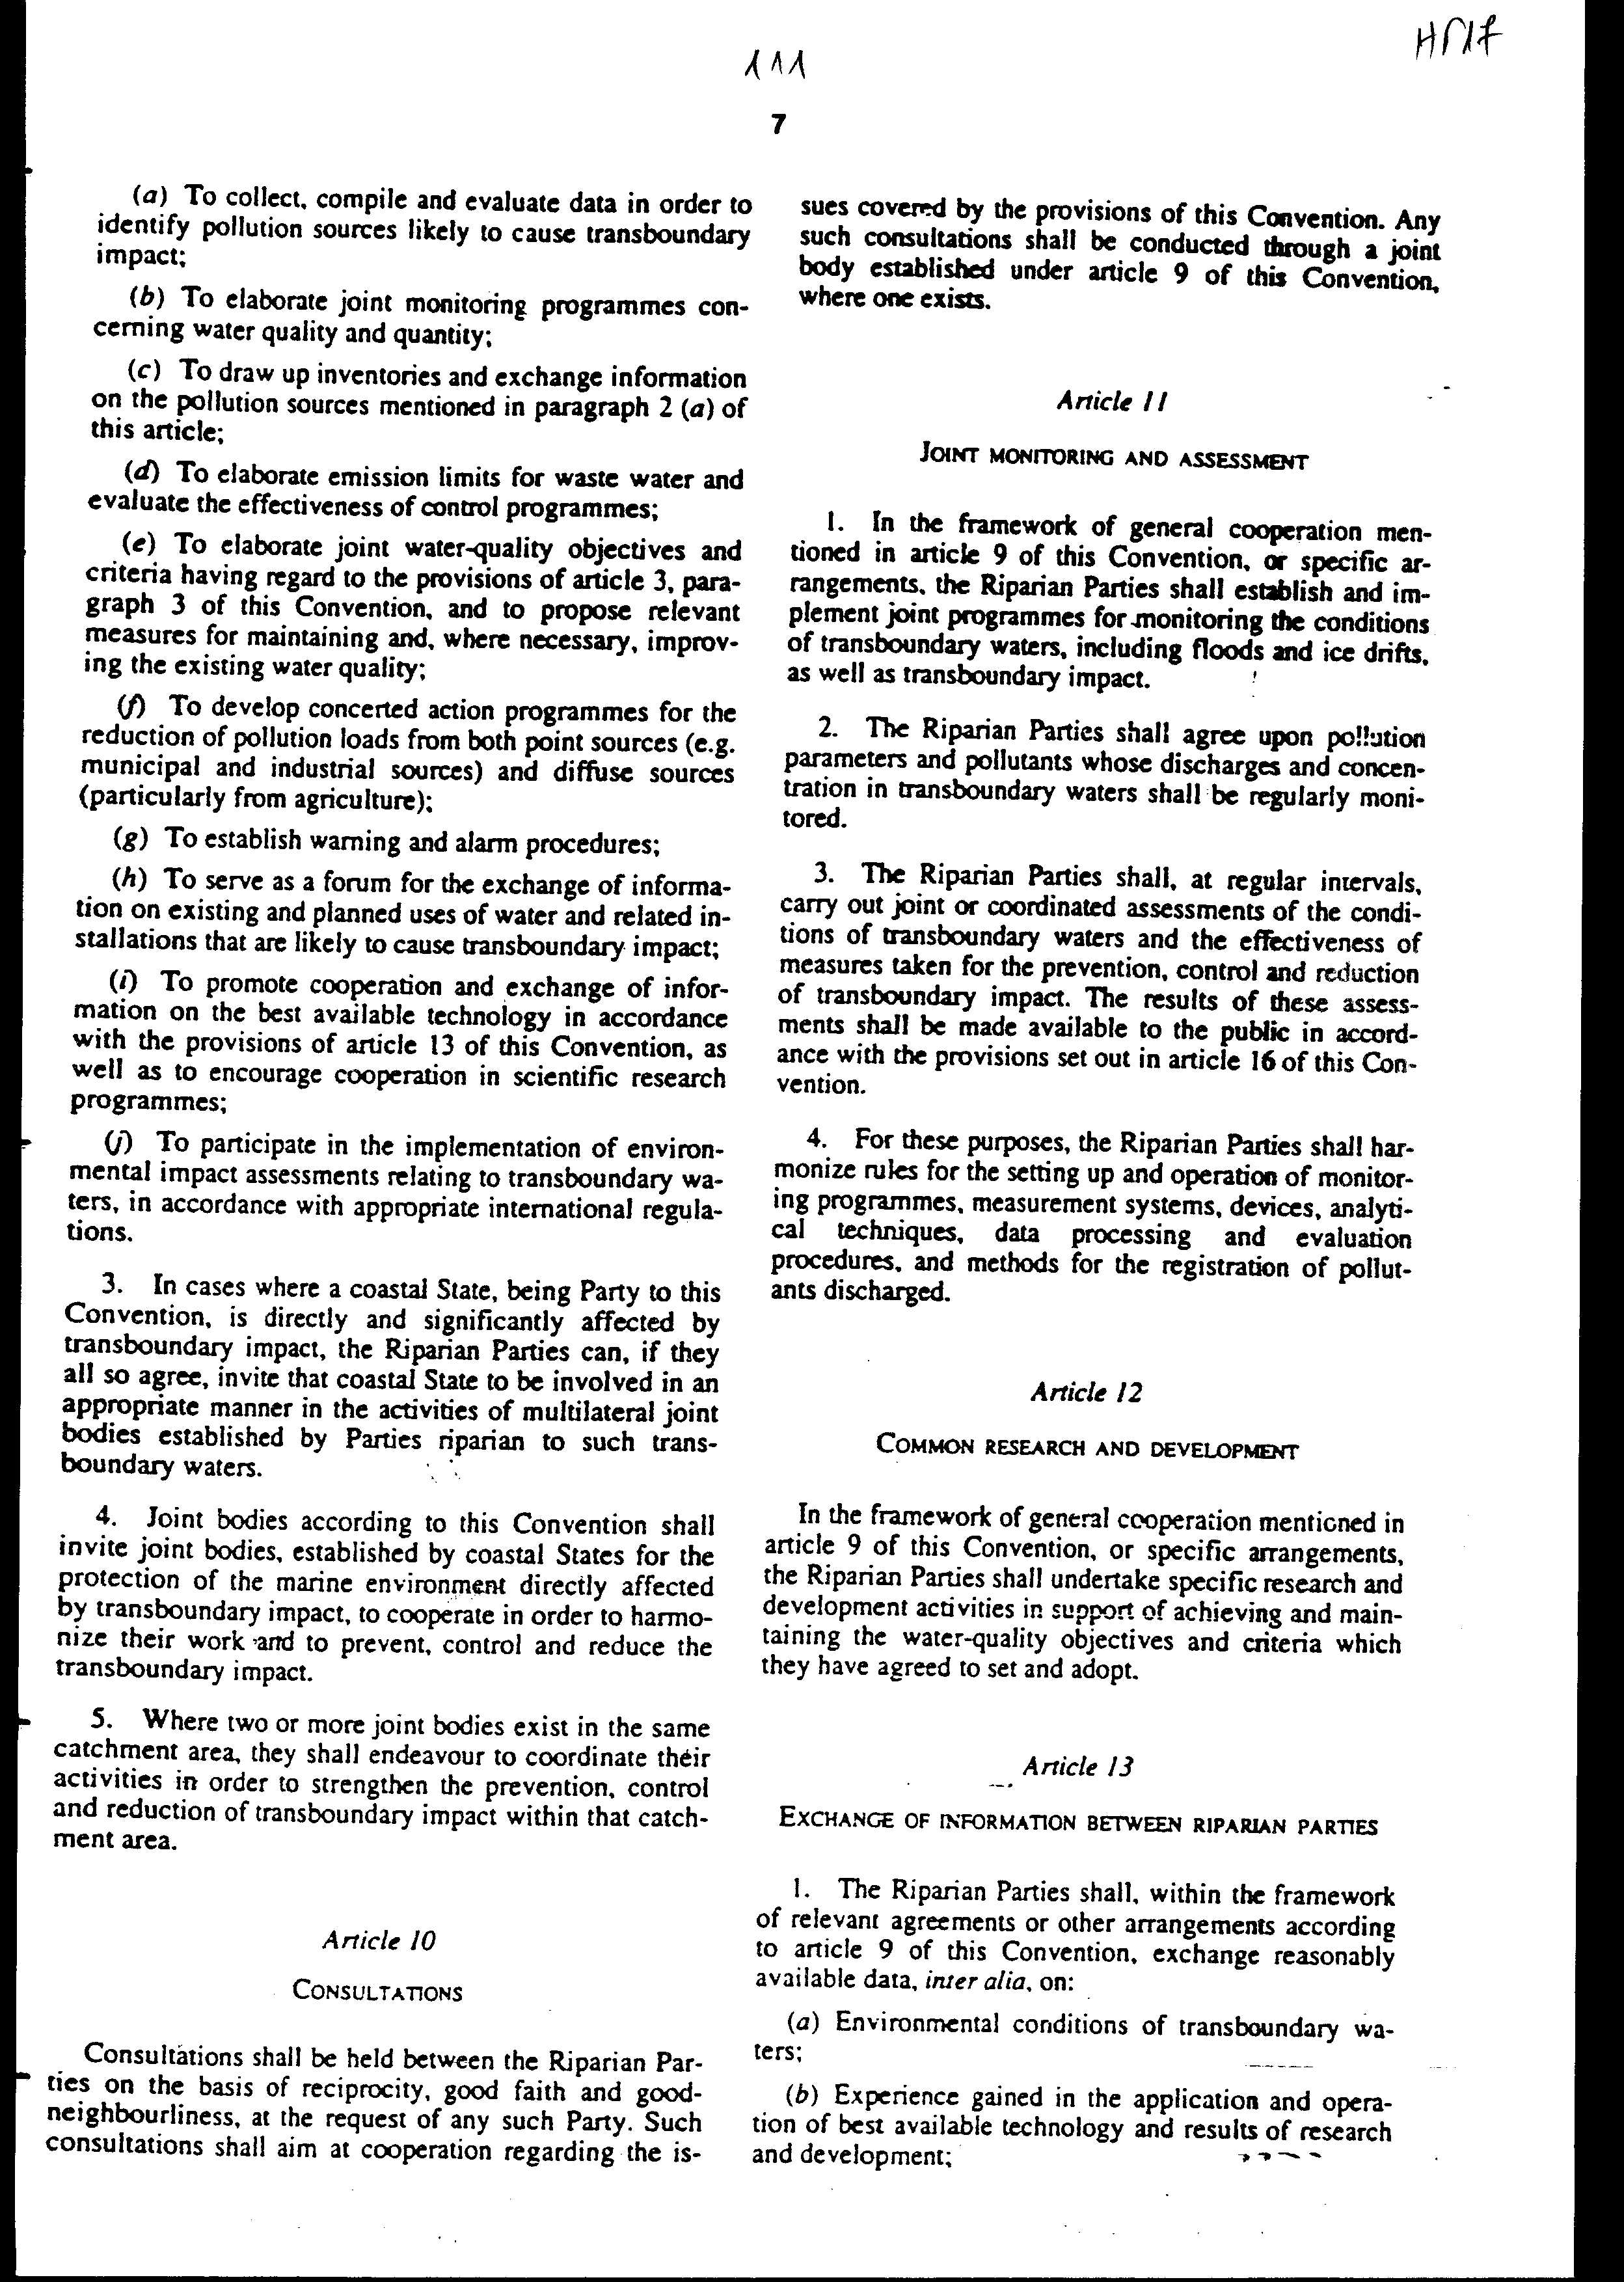 111
7
(a) To collect, compile and evaluate data in order to
identify pollution sources likely to cause transboundary
impact;
(b) To elaborate joint monitoring programmes con-
cerning water quality and quantity;
(c) To draw up inventories and exchange information
on the pollution sources mentioned in paragraph 2 (a) of
this article;
(d) To elaborate emission limits for waste water and
evaluate the effectiveness of control programmes;
(e) To elaborate joint water-quality objectives and
criteria having regard to the provisions of article 3, para-
graph 3 of this Convention, and to propose relevant
measures for maintaining and, where necessary, improv-
ing the existing water quality;
(f) To develop concerted action programmes for the
reduction of pollution loads from both point sources (e.g.
municipal and industrial sources) and diffuse sources
(particularly from agriculture);
(g) To establish warning and alarm procedures;
(h) To serve as a forum for the exchange of informa-
tion on existing and planned uses of water and related in-
stallations that are likely to cause transboundary impact;
(i) To promote cooperation and exchange of infor-
mation on the best available technology in accordance
with the provisions of article 13 of this Convention, as
well as to encourage cooperation in scientific research
programmes;
(j) To participate in the implementation of environ-
mental impact assessments relating to transboundary wa-
ters, in accordance with appropriate international regula-
tions.
3. In cases where a coastal State, being Party to this
Convention, is directly and significantly affected by
transboundary impact, the Riparian Parties can, if they
all so agree, invite that coastal State to be involved in an
appropriate manner in the activities of multilateral joint
bodies established by Parties riparian to such trans-
boundary waters.
4. Joint bodies according to this Convention shall
invite joint bodies, established by coastal States for the
protection of the marine environment directly affected
by transboundary impact, to cooperate in order to harmo-
nize their work and to prevent, control and reduce the
transboundary impact.
5. Where two or more joint bodies exist in the same
catchment area, they shall endeavour to coordinate their
activities in order to strengthen the prevention, control
and reduction of transboundary impact within that catch-
ment area.
Article 10
CONSULTATIONS
Consultations shall be held between the Riparian Par-
ties on the basis of reciprocity, good faith and good-
neighbourliness, at the request of any such Party. Such
consultations shall aim at cooperation regarding the is-
sues covered by the provisions of this Convention. Any
such consultations shall be conducted through a joint
body established under article 9 of this Convention,
where one exists.
Article 11
JOINT MONITORING AND ASSESSMENT
1. In the framework of general cooperation men-
tioned in article 9 of this Convention, or specific ar-
rangements, the Riparian Parties shall establish and im-
plement joint programmes for monitoring the conditions
of transboundary waters, including floods and ice drifts,
as well as transboundary impact.
2. The Riparian Parties shall agree upon pollution
parameters and pollutants whose discharges and concen-
tration in transboundary waters shall be regularly moni-
tored.
3. The Riparian Parties shall, at regular intervals,
carry out joint or coordinated assessments of the condi-
tions of transboundary waters and the effectiveness of
measures taken for the prevention, control and reduction
of transboundary impact. The results of these assess-
ments shall be made available to the public in accord-
ance with the provisions set out in article 16 of this Con-
vention.
4. For these purposes, the Riparian Parties shall har-
monize rules for the setting up and operation of monitor-
ing programmes, measurement systems, devices, analyti-
cal techniques, data processing and evaluation
procedures, and methods for the registration of pollut-
ants discharged.
Article 12
COMMON RESEARCH AND DEVELOPMENT
In the framework of general cooperation mentioned in
article 9 of this Convention, or specific arrangements,
the Riparian Parties shall undertake specific research and
development activities in support of achieving and main-
taining the water-quality objectives and criteria which
they have agreed to set and adopt.
Article 13
EXCHANGE OF INFORMATION BETWEEN RIPARIAN PARTIES
1. The Riparian Parties shall, within the framework
of relevant agreements or other arrangements according
to article 9 of this Convention, exchange reasonably
available data, inter alia, on:
(a) Environmental conditions of transboundary wa-
ters;
(b) Experience gained in the application and opera-
tion of best available technology and results of research
and development;